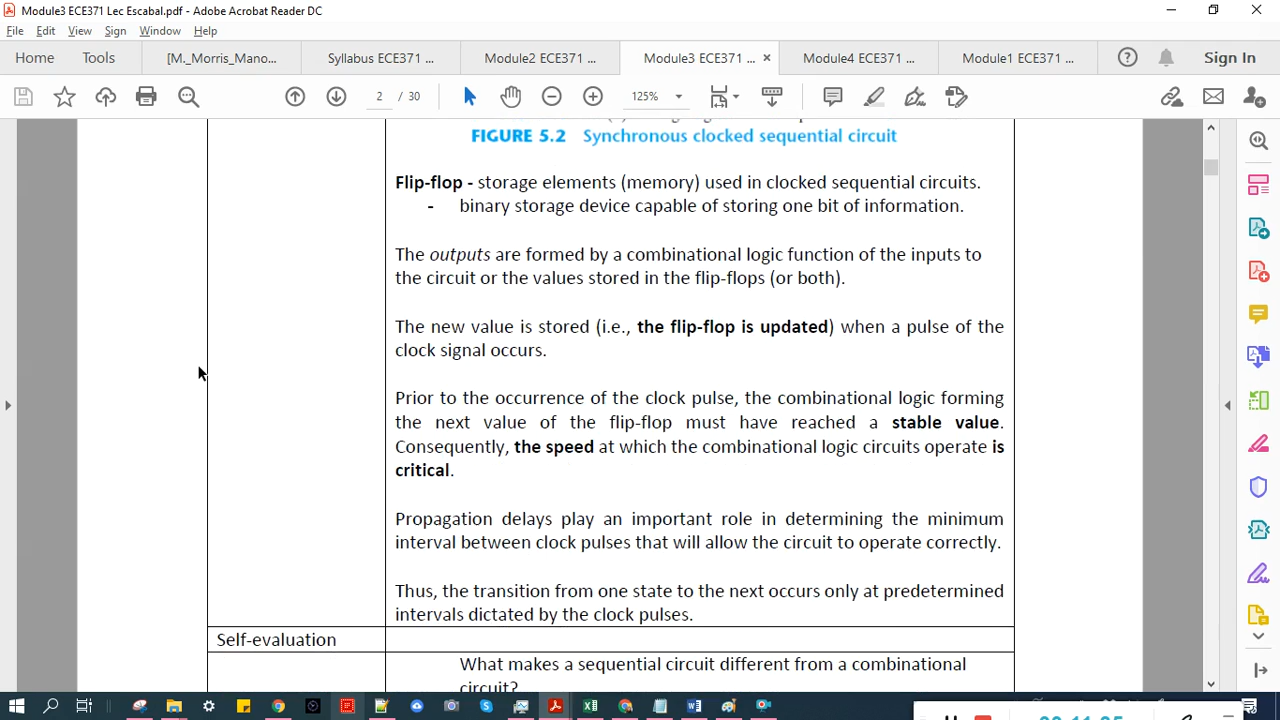 Module3 ECE371 Lec Escabal.pdf - Adobe Acrobat Reader DC
File Edit View Sign Window Help
Home Tools [M._Morris_Mano... Syllabus ECE371 ... Module2 ECE371 ... Module3 ECE371 ... × Module4 ECE371 ... Module1 ECE371 ... Sign In
2 / 30 125%
FIGURE 5.2 Synchronous clocked sequential circuit
Flip-flop - storage elements (memory) used in clocked sequential circuits.
- binary storage device capable of storing one bit of information.
The outputs are formed by a combinational logic function of the inputs to
the circuit or the values stored in the flip-flops (or both).
The new value is stored (i.e., the flip-flop is updated) when a pulse of the
clock signal occurs.
Prior to the occurrence of the clock pulse, the combinational logic forming
the next value of the flip-flop must have reached a stable value.
Consequently, the speed at which the combinational logic circuits operate is
critical.
Propagation delays play an important role in determining the minimum
interval between clock pulses that will allow the circuit to operate correctly.
Thus, the transition from one state to the next occurs only at predetermined
intervals dictated by the clock pulses.
Self-evaluation
What makes a sequential circuit different from a combinational
circuit?